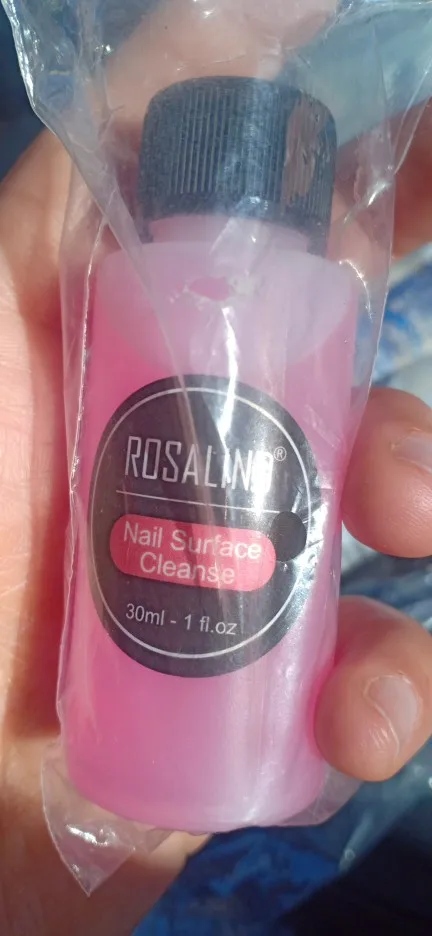 ROSALIND®
Nail Surface
Cleanse
30ml - 1 fl.oz